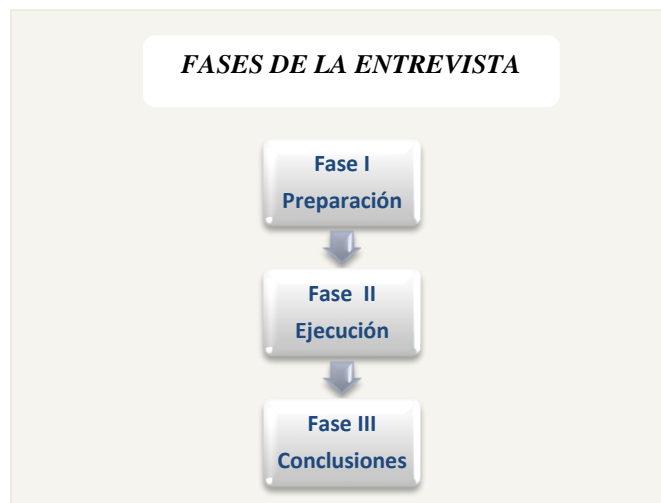 FASES DE LA ENTREVISTA
Fase I
Preparación
Fase II
Ejecución
Fase III
Conclusiones